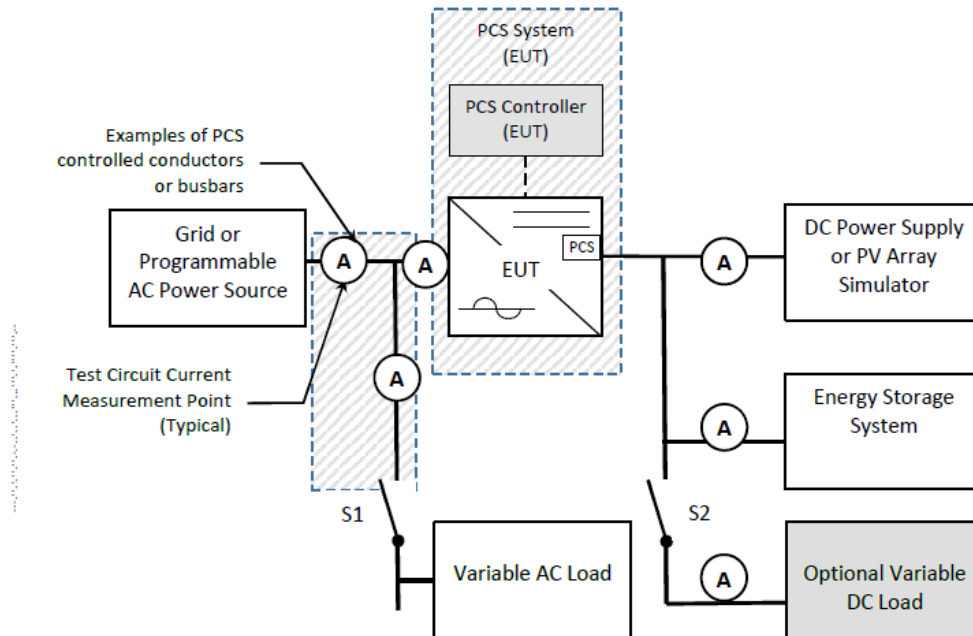 PCS System
(EUT)
PCS Controller
(EUT)
Examples of PCS
controlled conductors
or busbars
Grid or
Programmable
AC Power Source
A
A
EUT
PCS
A
DC Power Supply
or PV Array
Simulator
Test Circuit Current
Measurement Point
(Typical)
A
A
Energy Storage
System
S1
S2
Variable AC Load
A
Optional Variable
DC Load